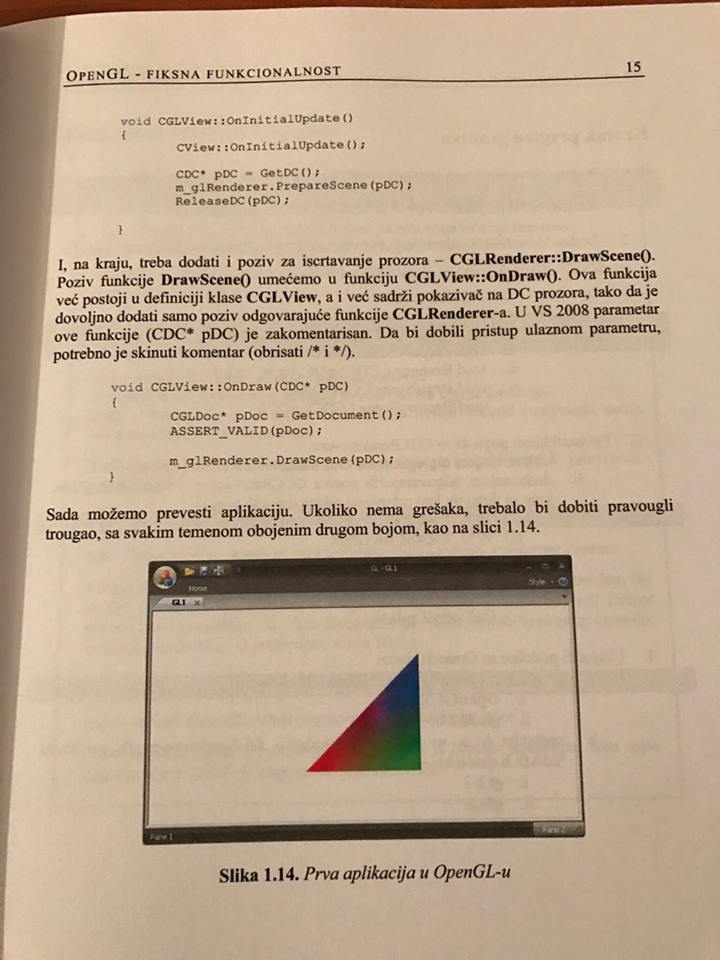 OPENGL - FIKSNA FUNKCIONALNOST 15
void CGLView::OnInitialUpdate()
{
CView::OnInitialUpdate();
CDC* pDC = GetDC();
m_glRenderer.PrepareScene(pDC);
ReleaseDC(pDC);
}
I, na kraju, treba dodati i poziv za iscrtavanje prozora – CGLRenderer::DrawScene().
Poziv funkcije DrawScene() umećemo u funkciju CGLView::OnDraw(). Ova funkcija
već postoji u definiciji klase CGLView, a i već sadrži pokazivač na DC prozora, tako da je
dovoljno dodati samo poziv odgovarajuće funkcije CGLRenderer-a. U VS 2008 parametar
ove funkcije (CDC* pDC) je zakomentarisan. Da bi dobili pristup ulaznom parametru,
potrebno je skinuti komentar (obrisati /* i */).
void CGLView::OnDraw(CDC* pDC)
{
CGLDoc* pDoc = GetDocument();
ASSERT_VALID(pDoc);
m_glRenderer.DrawScene(pDC);
}
Sada možemo prevesti aplikaciju. Ukoliko nema grešaka, trebalo bi dobiti pravougli
trougao, sa svakim temenom obojenim drugom bojom, kao na slici 1.14.
GL - GL1
Home Style
GL1 x
Pane 1 Pane 2
Slika 1.14. Prva aplikacija u OpenGL-u